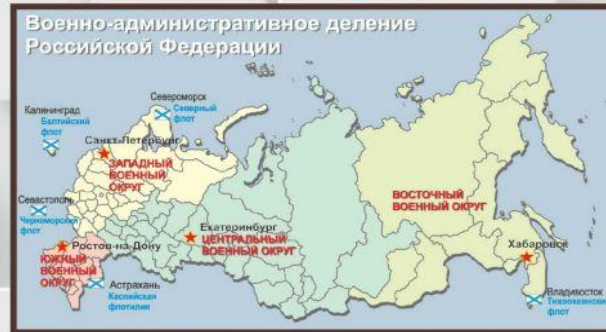 Военно-административное деление
Российской Федерации
Североморск
Северный
флот
Калининград
Балтийский
флот
Санкт-Петербург
ЗАПАДНЫЙ
ВОЕННЫЙ
ОКРУГ
Севастополь
Черноморский
флот
ВОСТОЧНЫЙ
ВОЕННЫЙ ОКРУГ
Екатеринбург
ЦЕНТРАЛЬНЫЙ
ВОЕННЫЙ ОКРУГ
Ростов-на-Дону
ЮЖНЫЙ
ВОЕННЫЙ
ОКРУГ
Хабаровск
Астрахань
Каспийская
флотилия
Владивосток
Тихоокеанский
флот